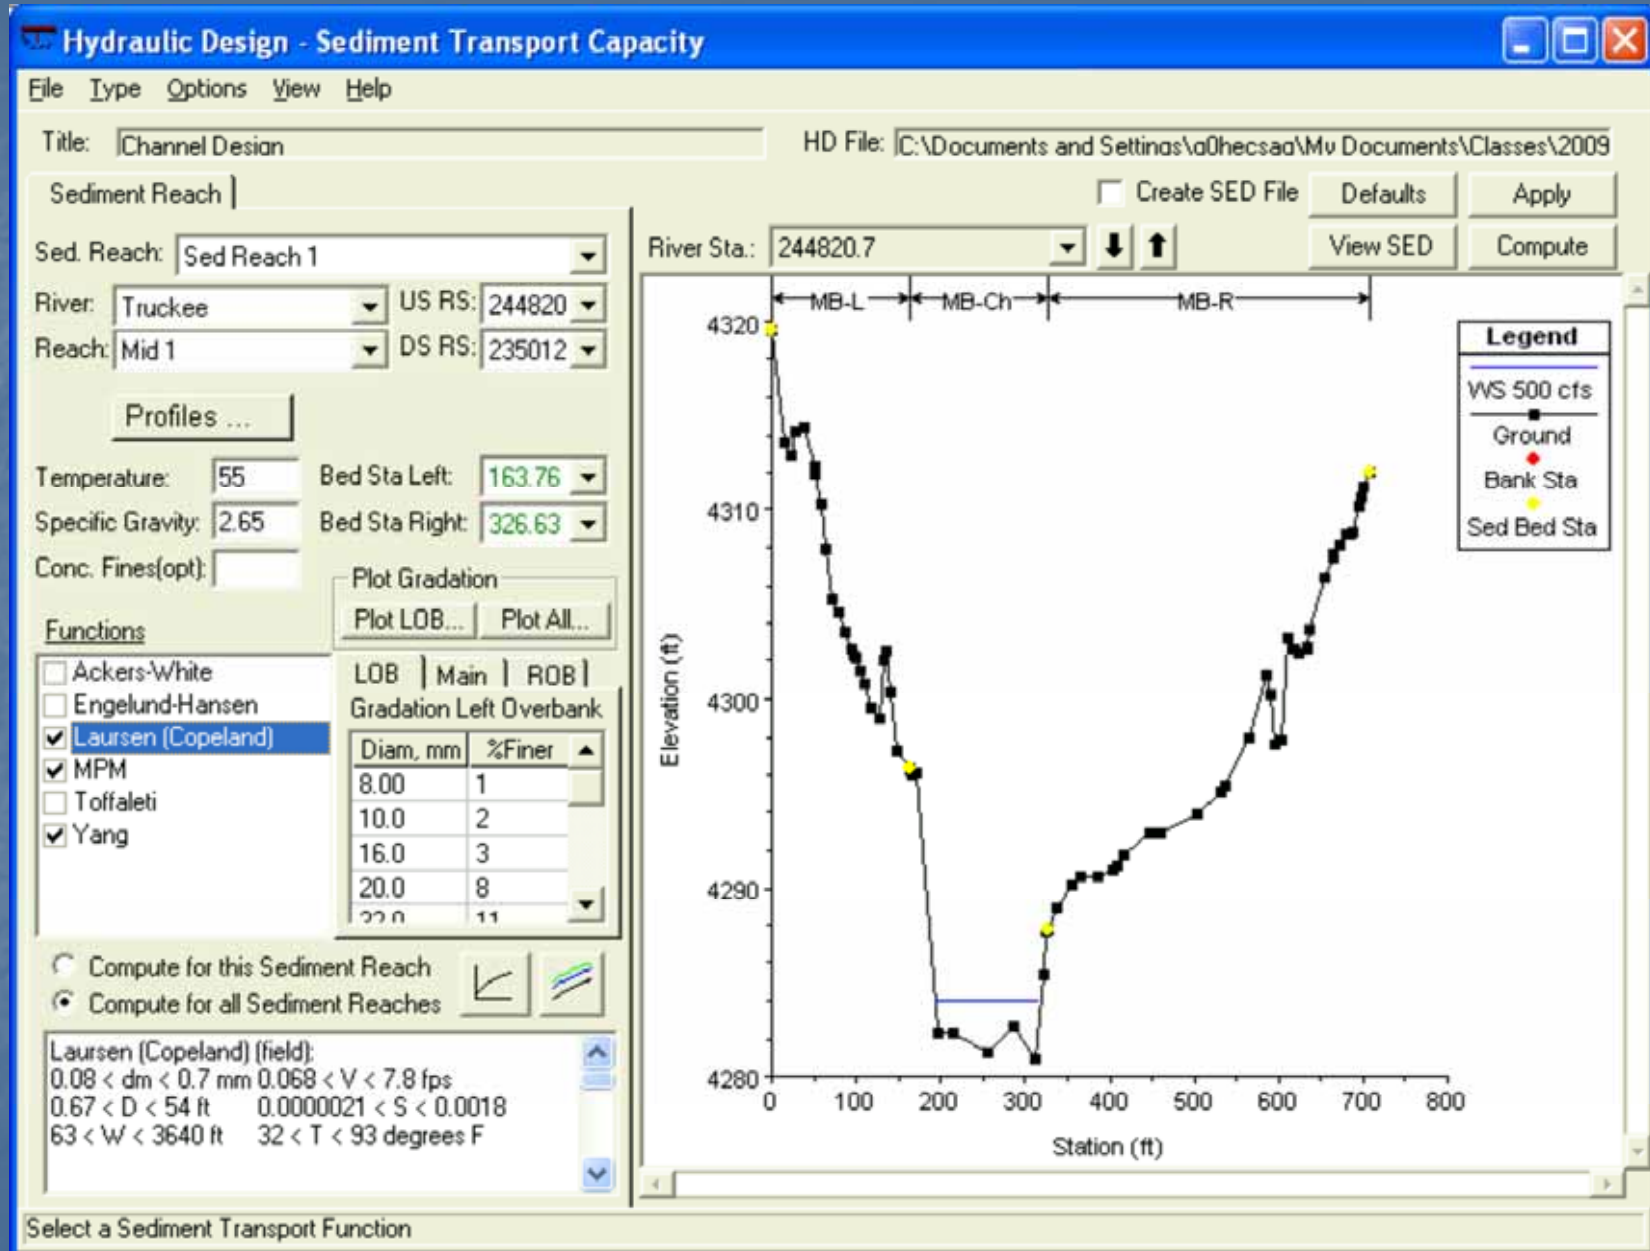 Hydraulic Design - Sediment Transport Capacity
File Type Options View Help
Title: Channel Design HD File: C:\Documents and Settings\q0hecsag\My Documents\Classes\2009
Sediment Reach
Create SED File Defaults Apply
Sed. Reach: Sed Reach 1
River Sta.: 244820.7 View SED Compute
River: Truckee US RS: 244820
Reach: Mid 1 DS RS: 235012
Profiles ...
Temperature: 55 Bed Sta Left: 163.76
Specific Gravity: 2.65 Bed Sta Right: 326.63
Conc. Fines(opt):
Plot Gradation
Plot LOB... Plot All...
Functions
Ackers-White
Engelund-Hansen
Laursen (Copeland)
MPM
Toffaleti
Yang
LOB Main ROB
Gradation Left Overbank
Diam, mm %Finer
8.00 1
10.0 2
16.0 3
20.0 8
11
Compute for this Sediment Reach
Compute for all Sediment Reaches
Laursen (Copeland) (field):
0.08 < dm < 0.7 mm 0.068 < V < 7.8 fps
0.67 < D < 54 ft 0.0000021 < S < 0.0018
63 < W < 3640 ft 32 < T < 93 degrees F
MB-L MB-Ch MB-R
4320
4310
4300
4290
4280
Elevation (ft)
0 100 200 300 400 500 600 700 800
Station (ft)
Legend
WS 500 cfs
Ground
Bank Sta
Sed Bed Sta
Select a Sediment Transport Function